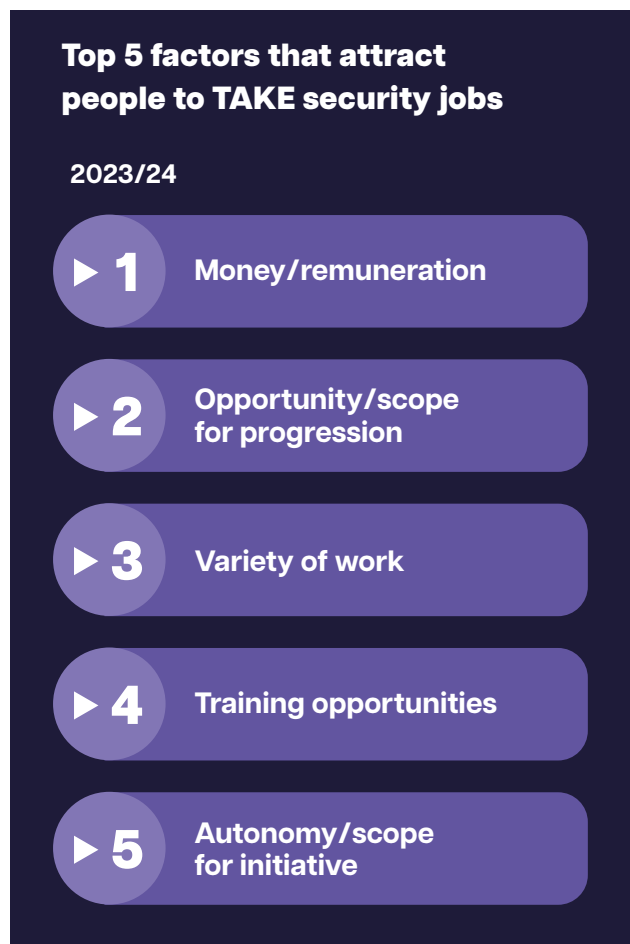 Top 5 factors that attract
people to TAKE security jobs
2023/24
1 Money/remuneration
2 Opportunity/scope
for progression
3 Variety of work
4 Training opportunities
5 Autonomy/scope
for initiative